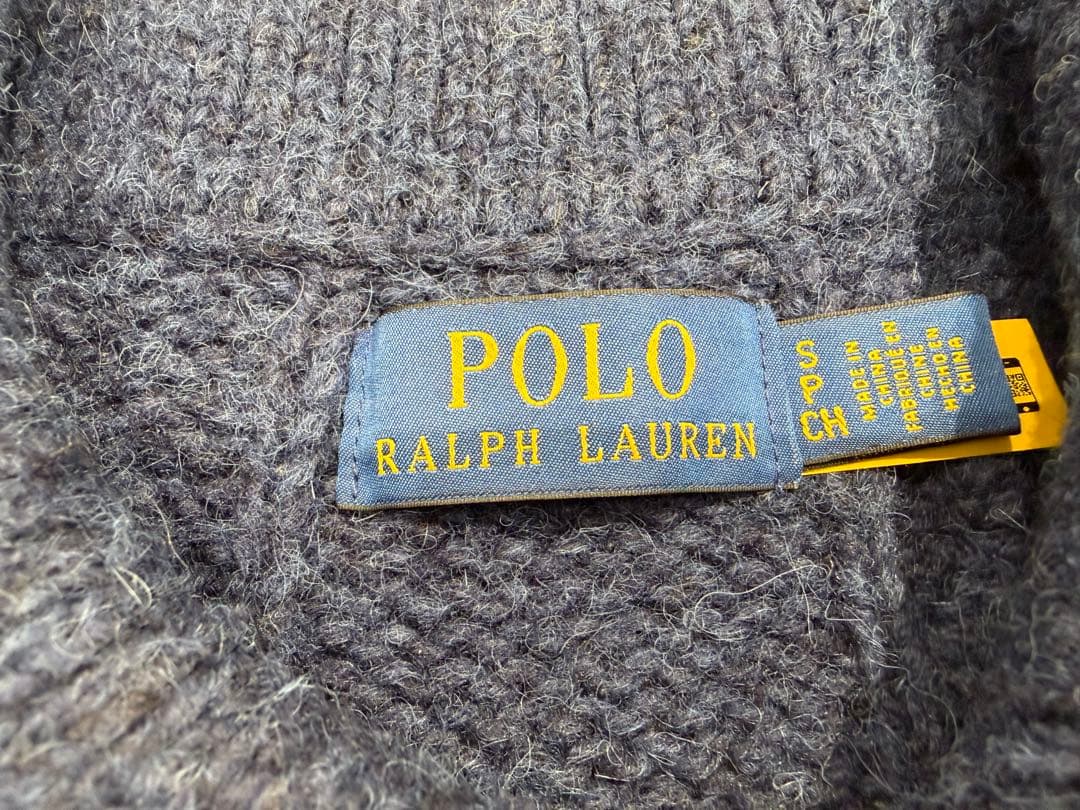 POLO
RALPH LAUREN
S
P
CH
MADE IN
CHINA
FABRIQUÉ EN
CHINE
HECHO EN
CHINA